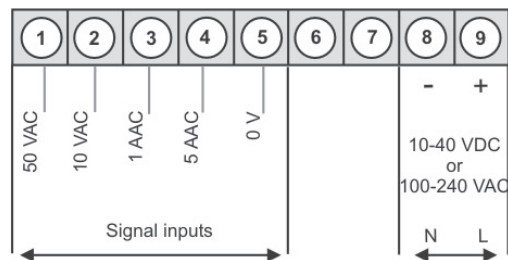 1 2 3 4 5 6 7 8 9
50 VAC
10 VAC
1 AAC
5 AAC
0 V
- +
10-40 VDC
or
100-240 VAC
Signal inputs
N L